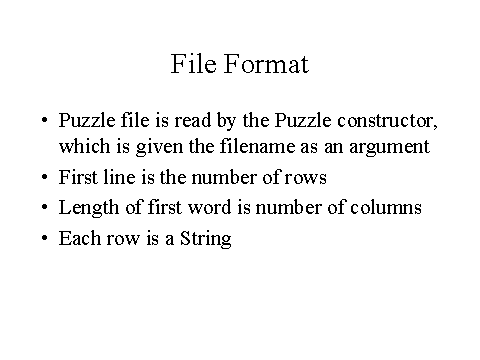 File Format
• Puzzle file is read by the Puzzle constructor,
which is given the filename as an argument
• First line is the number of rows
• Length of first word is number of columns
• Each row is a String